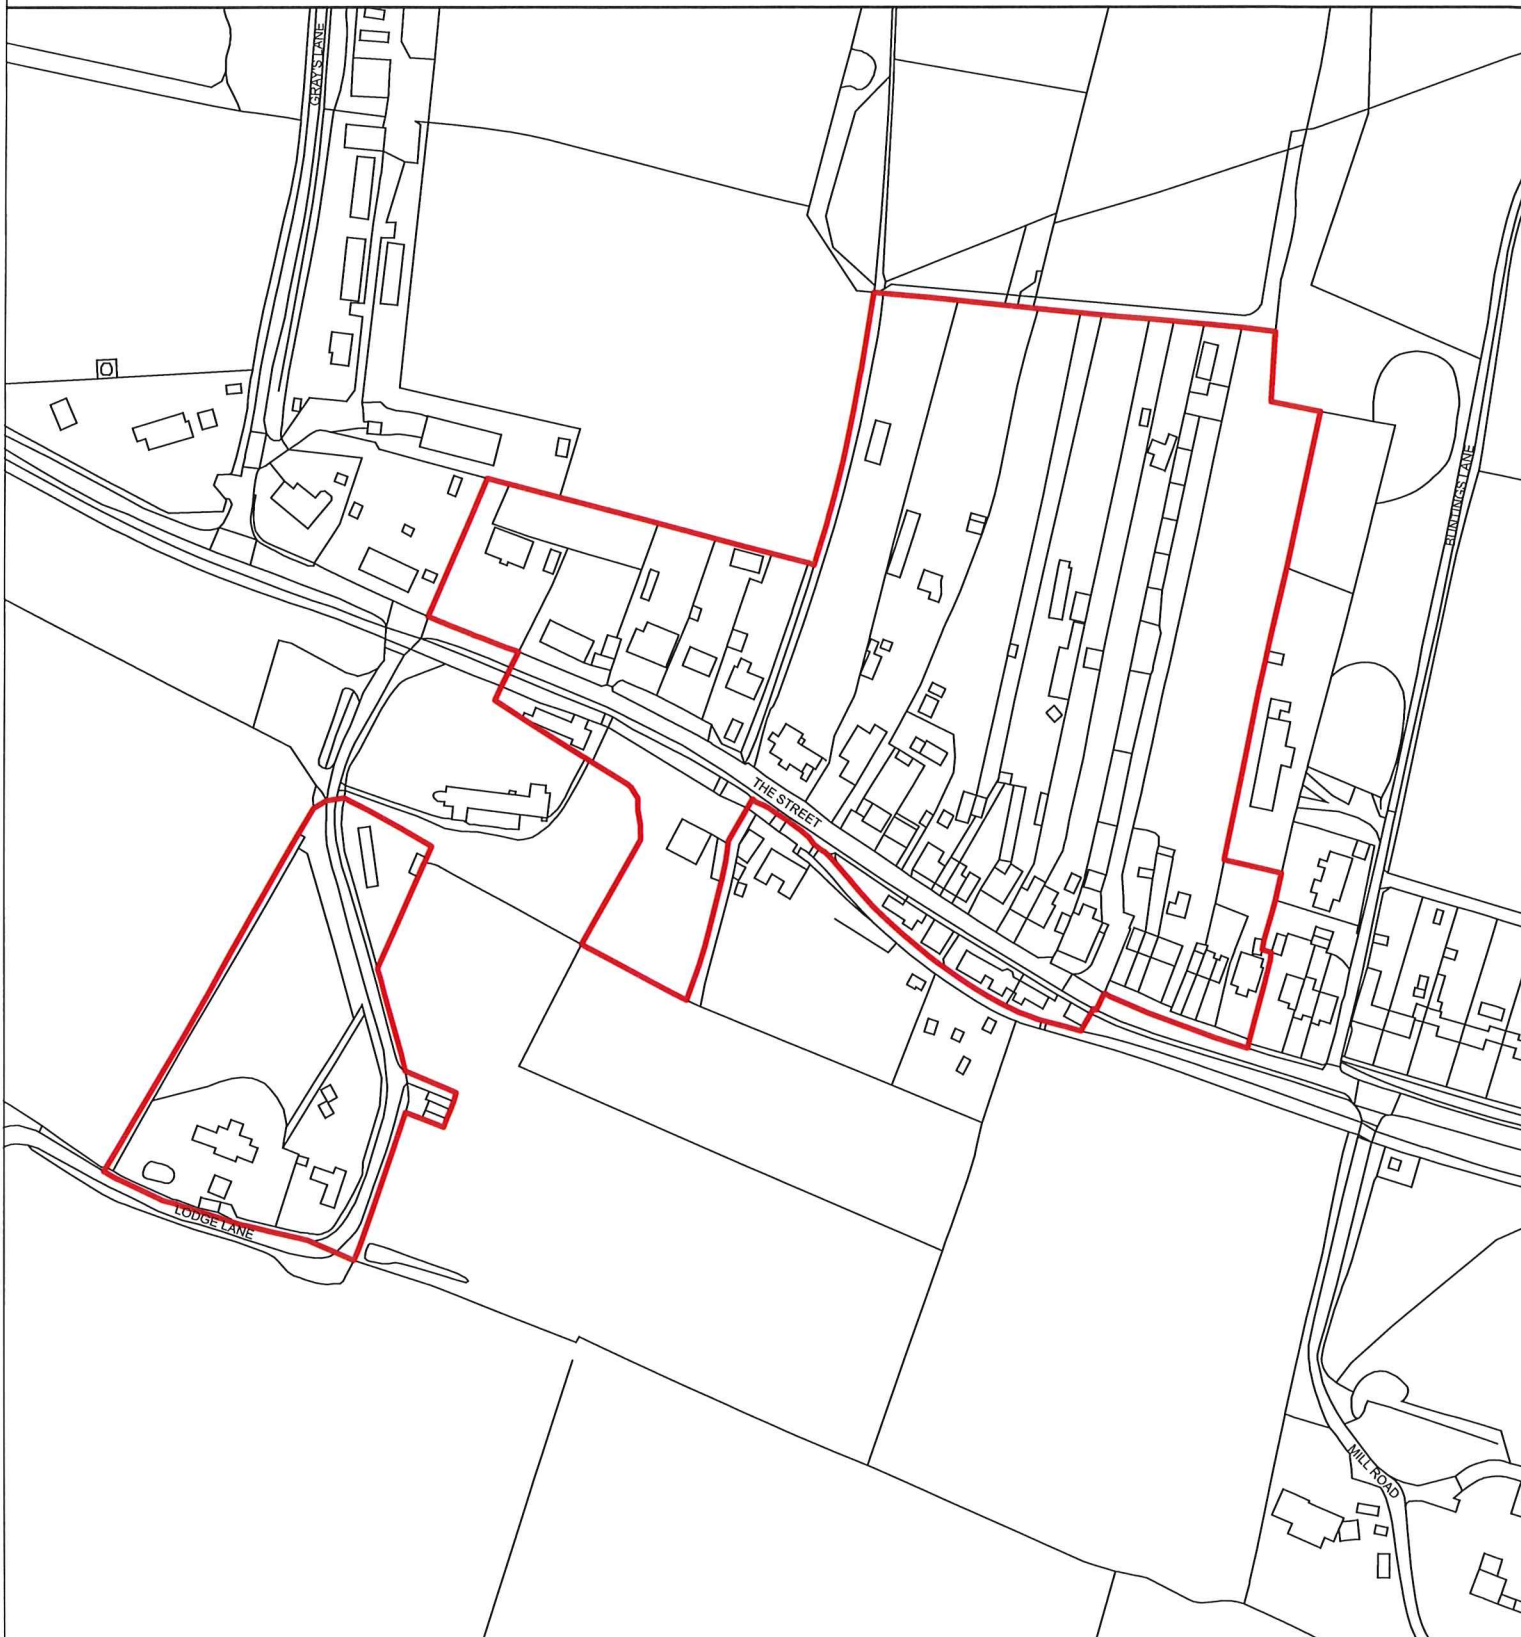 GRAY'S LANE
BUNTINGS LANE
THE STREET
LODGE LANE
MILL ROAD